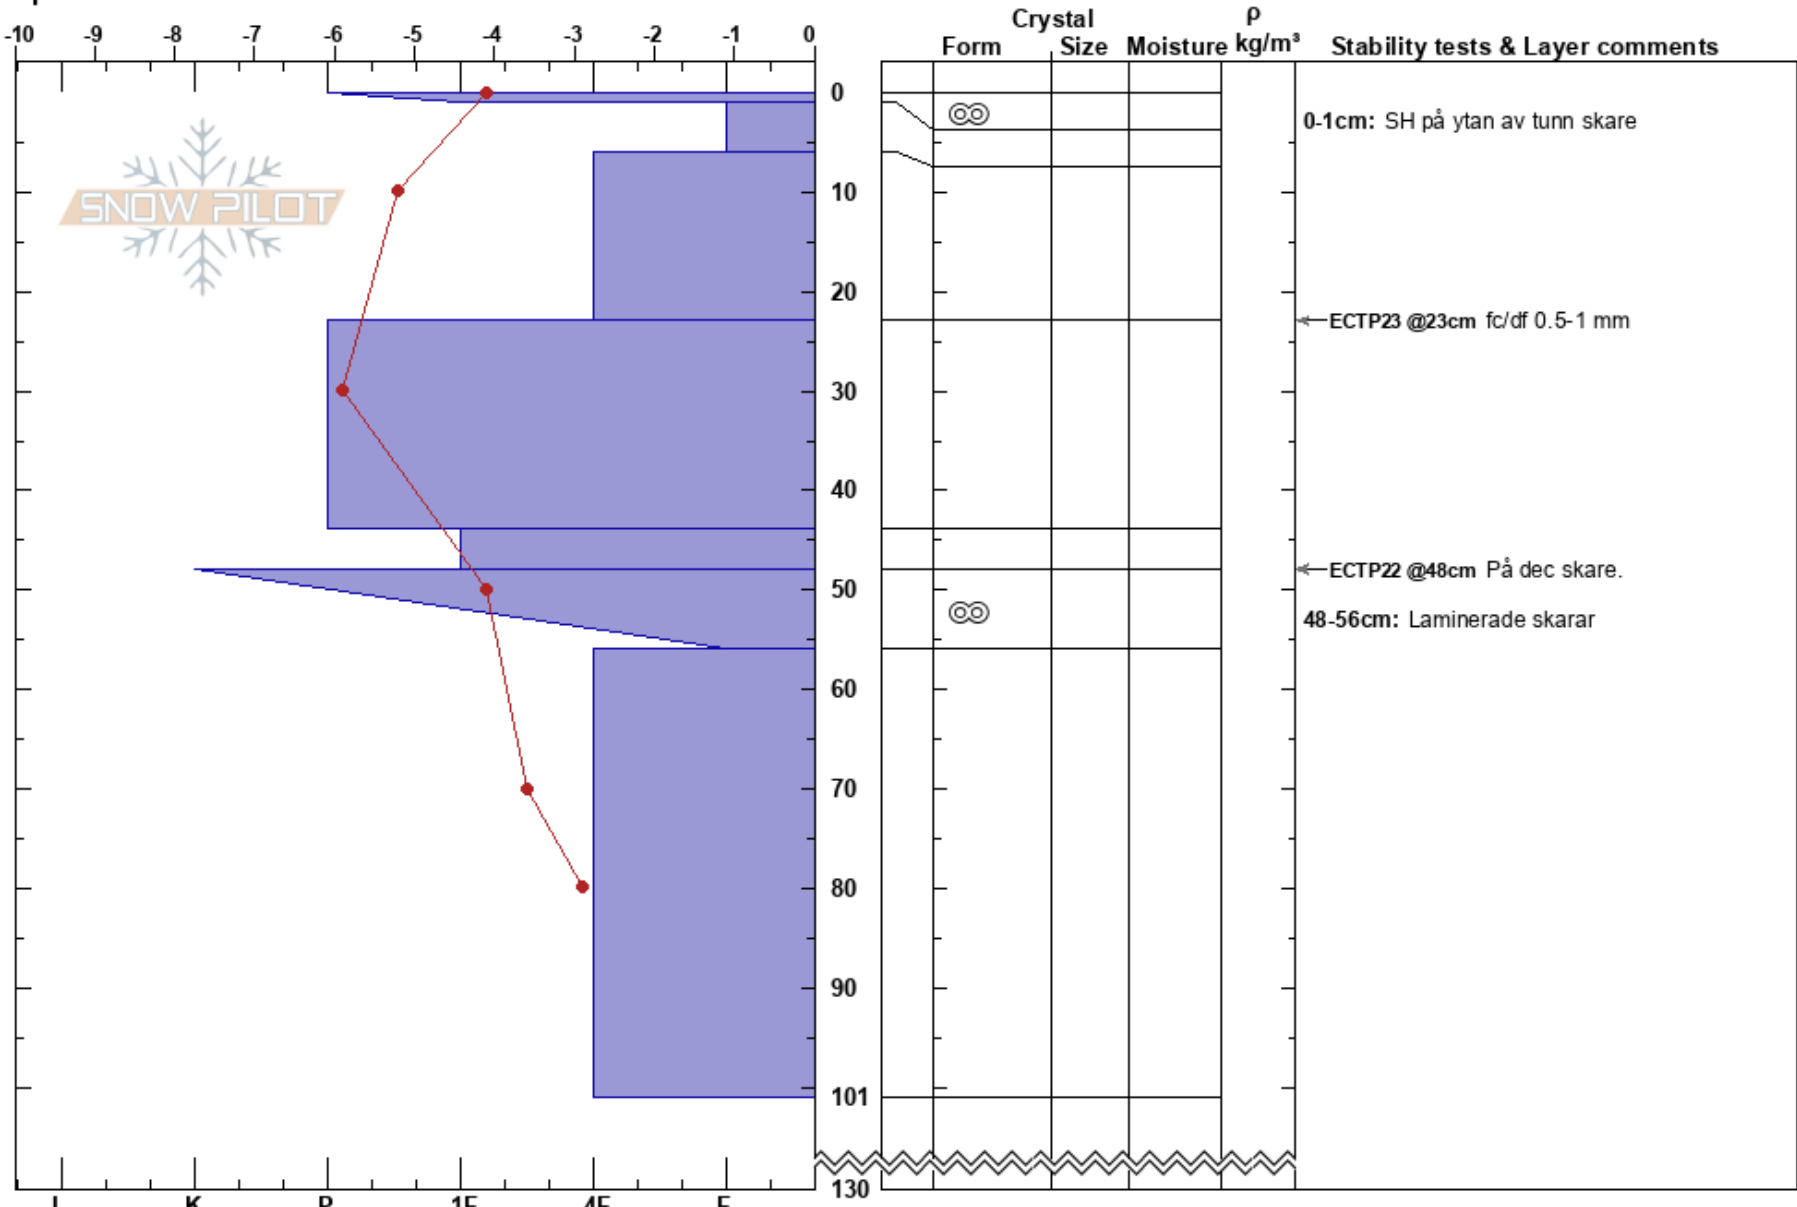 Crystal ρ
-10 -9 -8 -7 -6 -5 -4 -3 -2 -1 0
Form Size Moisture kg/m³ Stability tests & Layer comments
0
0-1cm: SH på ytan av tunn skare
SNOW PILOT
10
20
ECTP23 @23cm fc/df 0.5-1 mm
30
40
ECTP22 @48cm På dec skare.
50
48-56cm: Laminerade skarar
60
70
80
90
101
130
I K P 1F 4F F